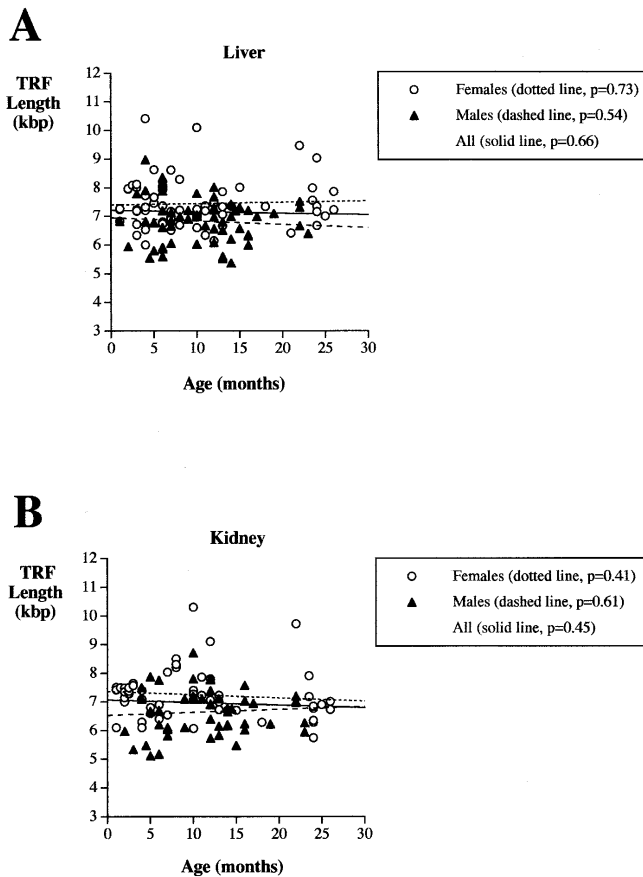 A
Liver
TRF
Length
(kbp)
12
11
10
9
8
7
6
5
4
3
0 5 10 15 20 25 30
Age (months)
Females (dotted line, p=0.73)
Males (dashed line, p=0.54)
All (solid line, p=0.66)
B
Kidney
TRF
Length
(kbp)
12
11
10
9
8
7
6
5
4
3
0 5 10 15 20 25 30
Age (months)
Females (dotted line, p=0.41)
Males (dashed line, p=0.61)
All (solid line, p=0.45)